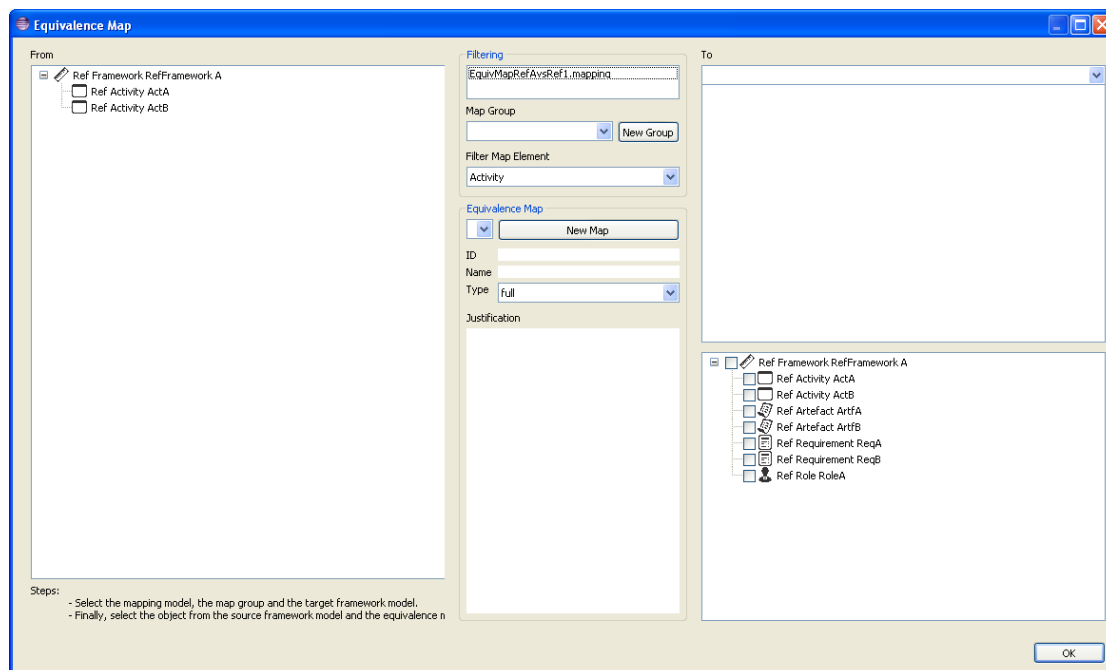 Equivalence Map
From
Ref Framework RefFramework A
Ref Activity ActA
Ref Activity ActB
Steps:
- Select the mapping model, the map group and the target framework model.
- Finally, select the object from the source framework model and the equivalence n
Filtering
EquivMapRefAvsRef1.mapping
Map Group
New Group
Filter Map Element
Activity
Equivalence Map
New Map
ID
Name
Type full
Justification
To
Ref Framework RefFramework A
Ref Activity ActA
Ref Activity ActB
Ref Artefact ArtfA
Ref Artefact ArtfB
Ref Requirement ReqA
Ref Requirement ReqB
Ref Role RoleA
OK